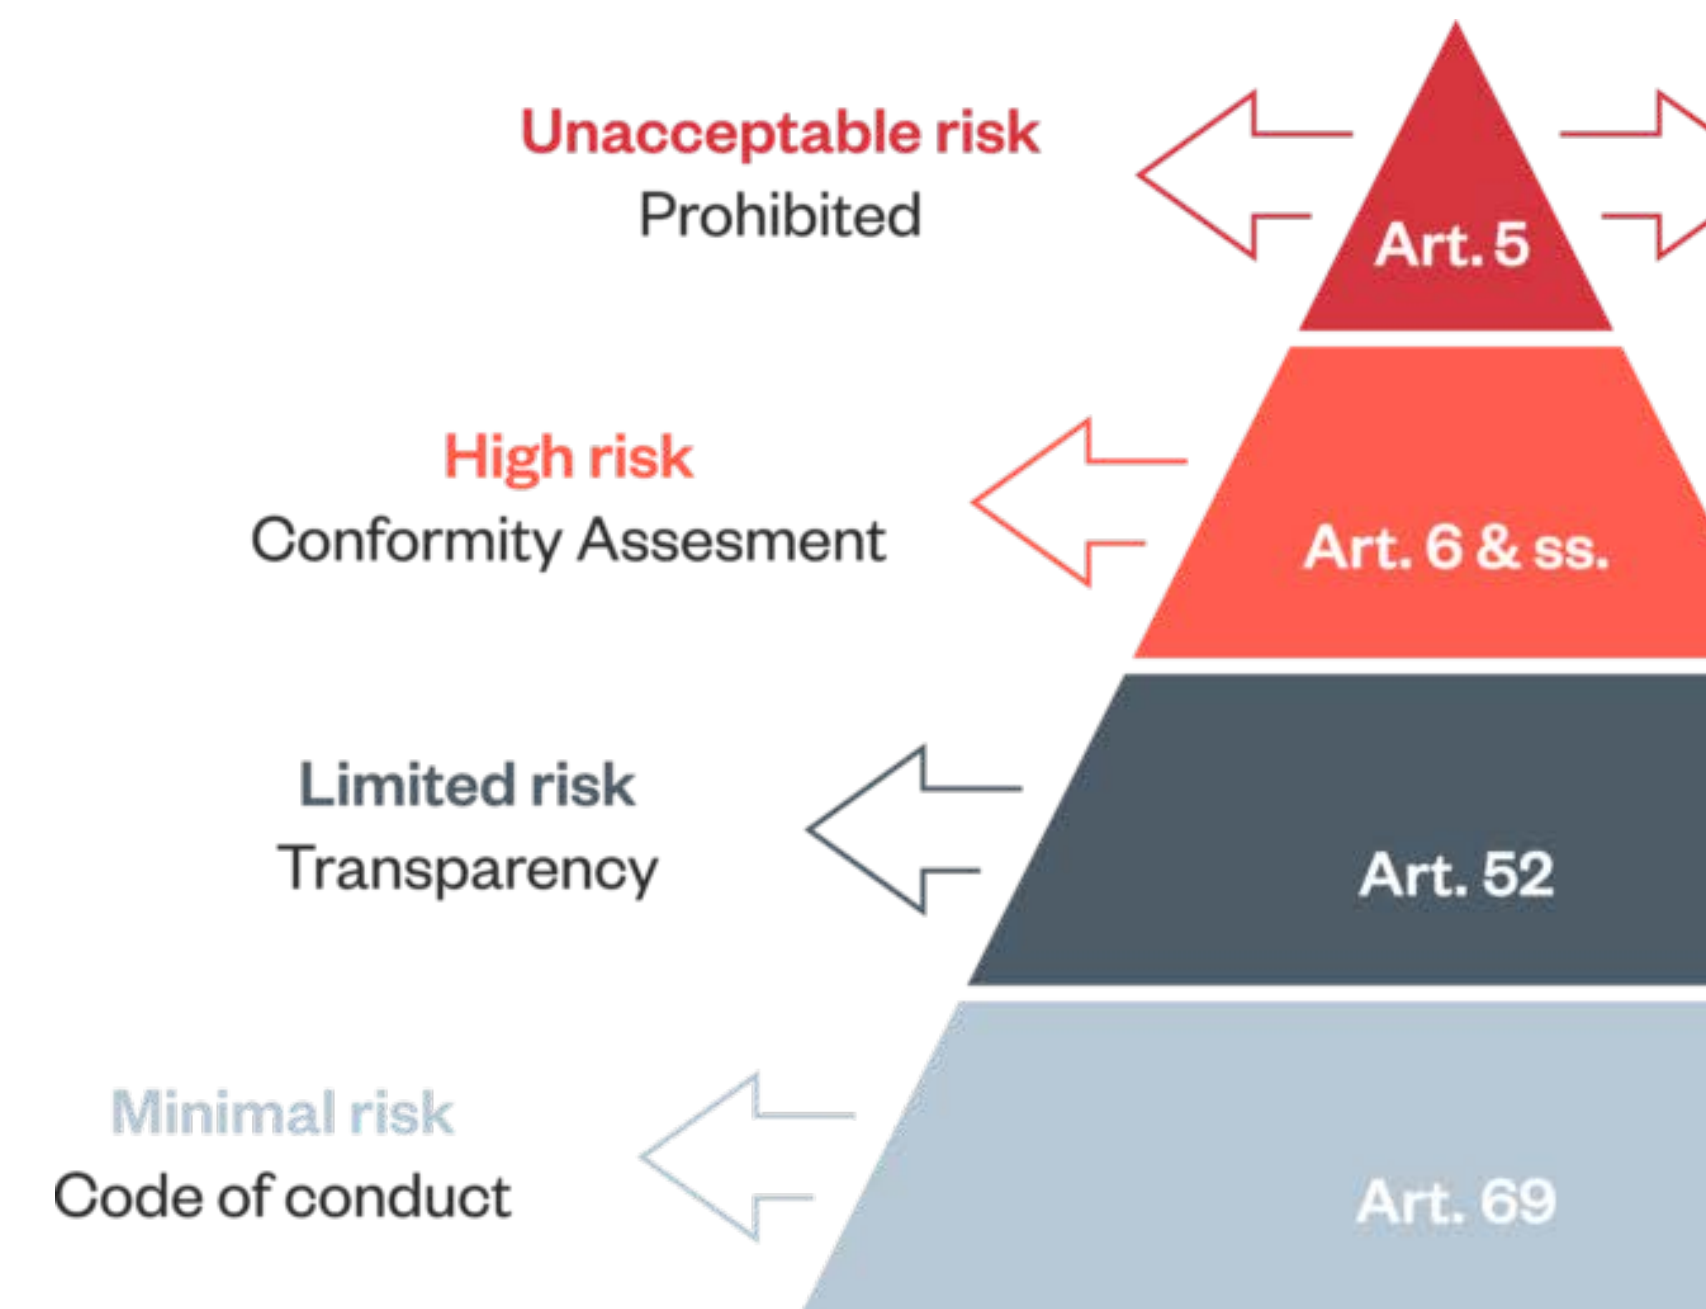 Unacceptable risk
Prohibited
Art. 5
High risk
Conformity Assesment
Art. 6 & ss.
Limited risk
Transparency
Art. 52
Minimal risk
Code of conduct
Art. 69